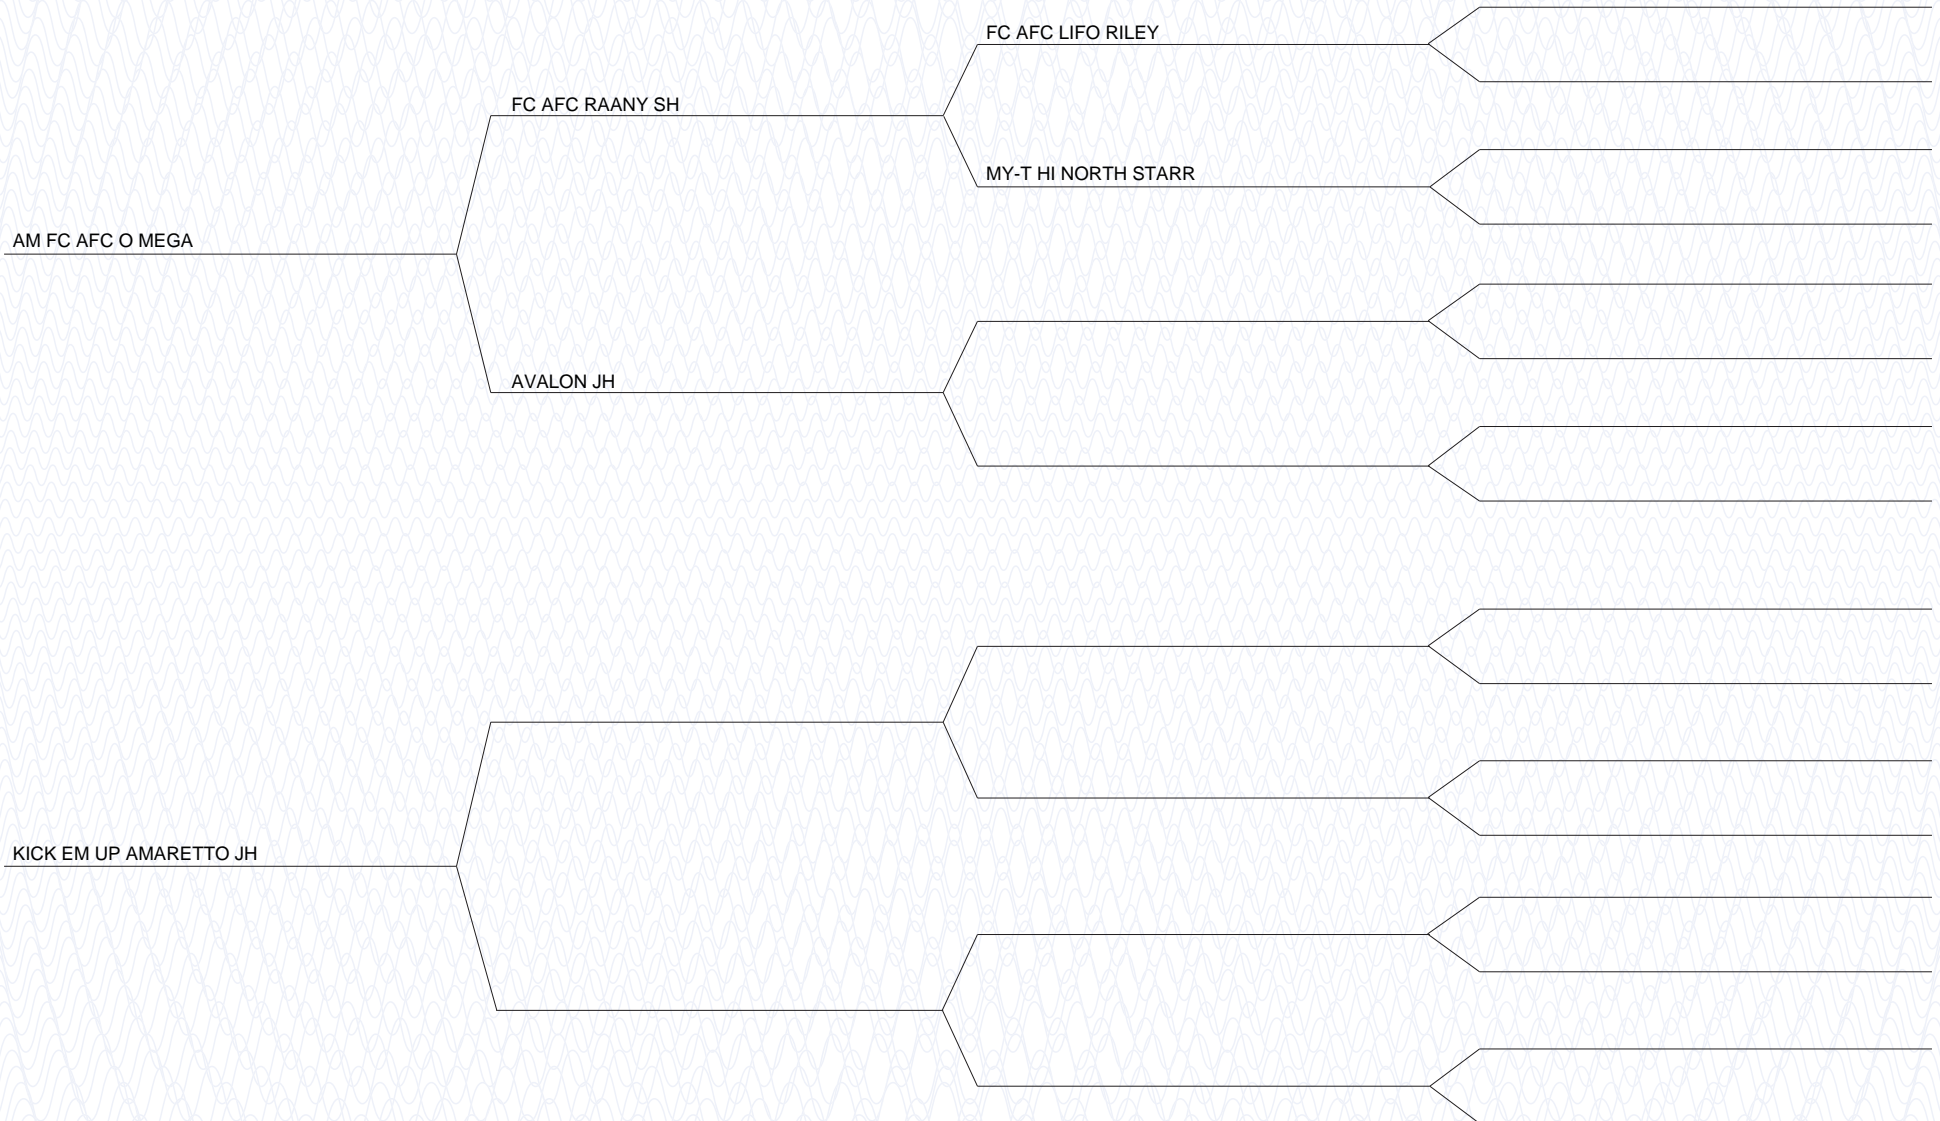 FC AFC LIFO RILEY
FC AFC RAANY SH
MY-T HI NORTH STARR
AM FC AFC O MEGA
AVALON JH
KICK EM UP AMARETTO JH